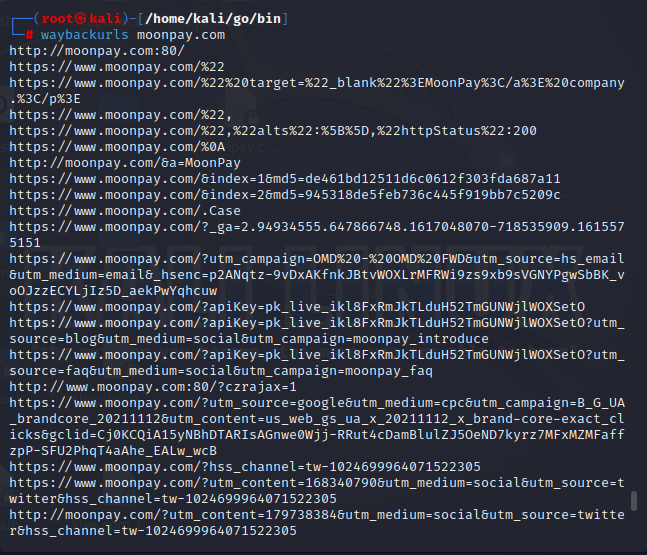 ┌──(root㉿kali)-[/home/kali/go/bin]
└─# waybackurls moonpay.com
http://moonpay.com:80/
https://www.moonpay.com/%22
https://www.moonpay.com/%22%20target=%22_blank%22%3EMoonPay%3C/a%3E%20company
.%3C/p%3E
https://www.moonpay.com/%22,
https://www.moonpay.com/%22,%22alts%22:%5B%5D,%22httpStatus%22:200
https://www.moonpay.com/%0A
http://moonpay.com/&a=MoonPay
https://www.moonpay.com/&index=1&md5=de461bd12511d6c0612f303fda687a11
https://www.moonpay.com/&index=2&md5=945318de5feb736c445f919bb7c5209c
https://www.moonpay.com/.Case
https://www.moonpay.com/?_ga=2.94934555.647866748.1617048070-718535909.161557
5151
https://www.moonpay.com/?utm_campaign=OMD%20-%20OMD%20FWD&utm_source=hs_email
&utm_medium=email&_hsenc=p2ANqtz-9vDxAKfnkJBtvWOXLrMFRWi9zs9xb9sVGNYPgwSbBK_v
oOJzzECYLjIz5D_aekPwYqhcuw
https://www.moonpay.com/?apiKey=pk_live_ikl8FxRmJkTLduH52TmGUNWjlWOXSetO
https://www.moonpay.com/?apiKey=pk_live_ikl8FxRmJkTLduH52TmGUNWjlWOXSetO?utm_
source=blog&utm_medium=social&utm_campaign=moonpay_introduce
https://www.moonpay.com/?apiKey=pk_live_ikl8FxRmJkTLduH52TmGUNWjlWOXSetO?utm_
source=faq&utm_medium=social&utm_campaign=moonpay_faq
http://www.moonpay.com:80/?czrajax=1
https://www.moonpay.com/?utm_source=google&utm_medium=cpc&utm_campaign=B_G_UA
_brandcore_20211112&utm_content=us_web_gs_ua_x_20211112_x_brand-core-exact_cl
icks&gclid=Cj0KCQiA15yNBhDTARIsAGnwe0Wjj-RRut4cDamBlulZJ5OeND7kyrz7MFxMZMFaff
zpP-SFU2PhqT4aAhe_EALw_wcB
https://www.moonpay.com/?hss_channel=tw-1024699964071522305
https://www.moonpay.com/?utm_content=168340790&utm_medium=social&utm_source=t
witter&hss_channel=tw-1024699964071522305
http://moonpay.com/?utm_content=179738384&utm_medium=social&utm_source=twitte
r&hss_channel=tw-1024699964071522305